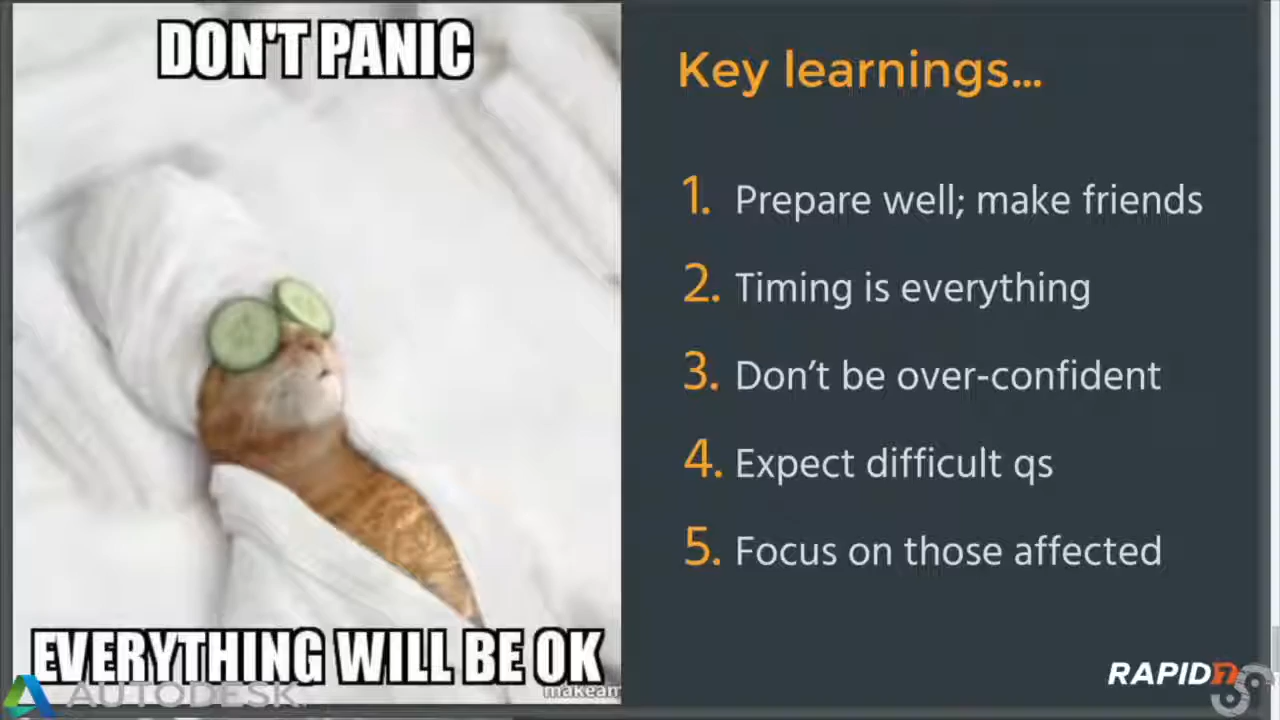 DON'T PANIC
EVERYTHING WILL BE OK
makeam
AUTODESK.
Key learnings...
1. Prepare well; make friends
2. Timing is everything
3. Don't be over-confident
4. Expect difficult qs
5. Focus on those affected
RAPID7